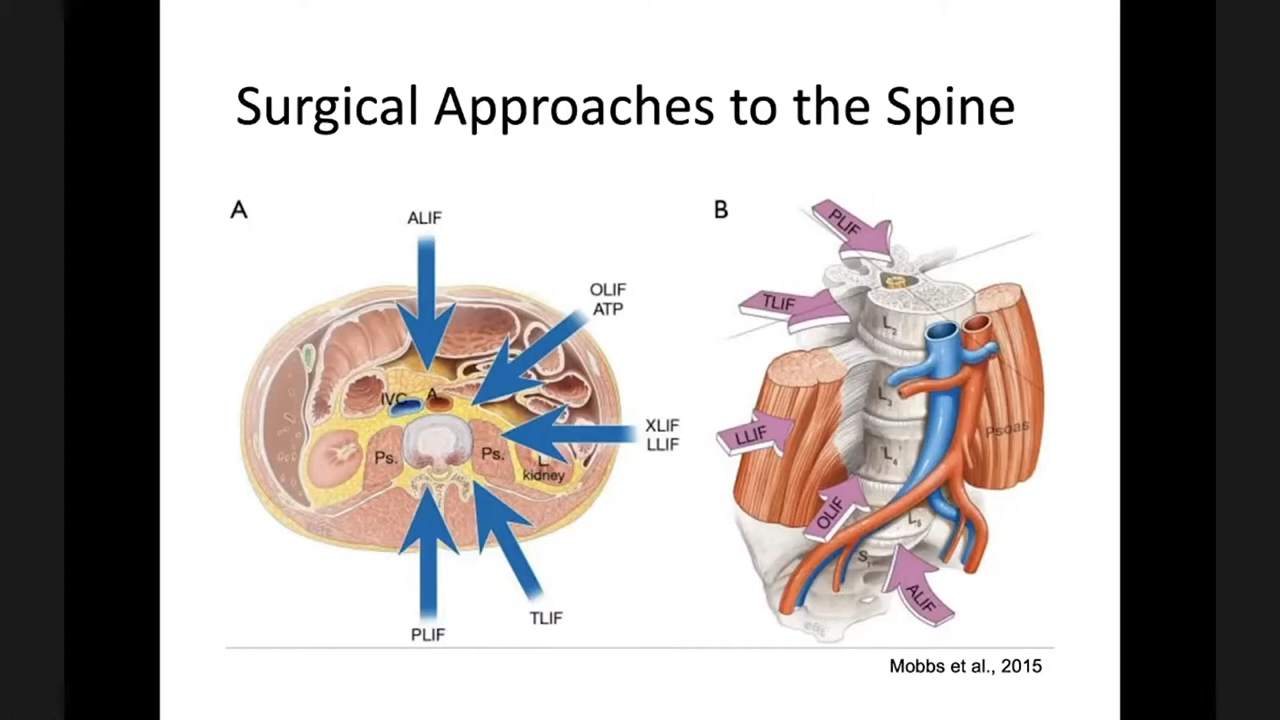 Surgical Approaches to the Spine
A
ALIF
OLIF
ATP
IVC
A
XLIF
LLIF
Ps.
Ps.
L
kidney
TLIF
PLIF
B
PLIF
TLIF
L2
L3
Psoas
LLIF
L4
OLIF
L5
S1
ALIF
Mobbs et al., 2015